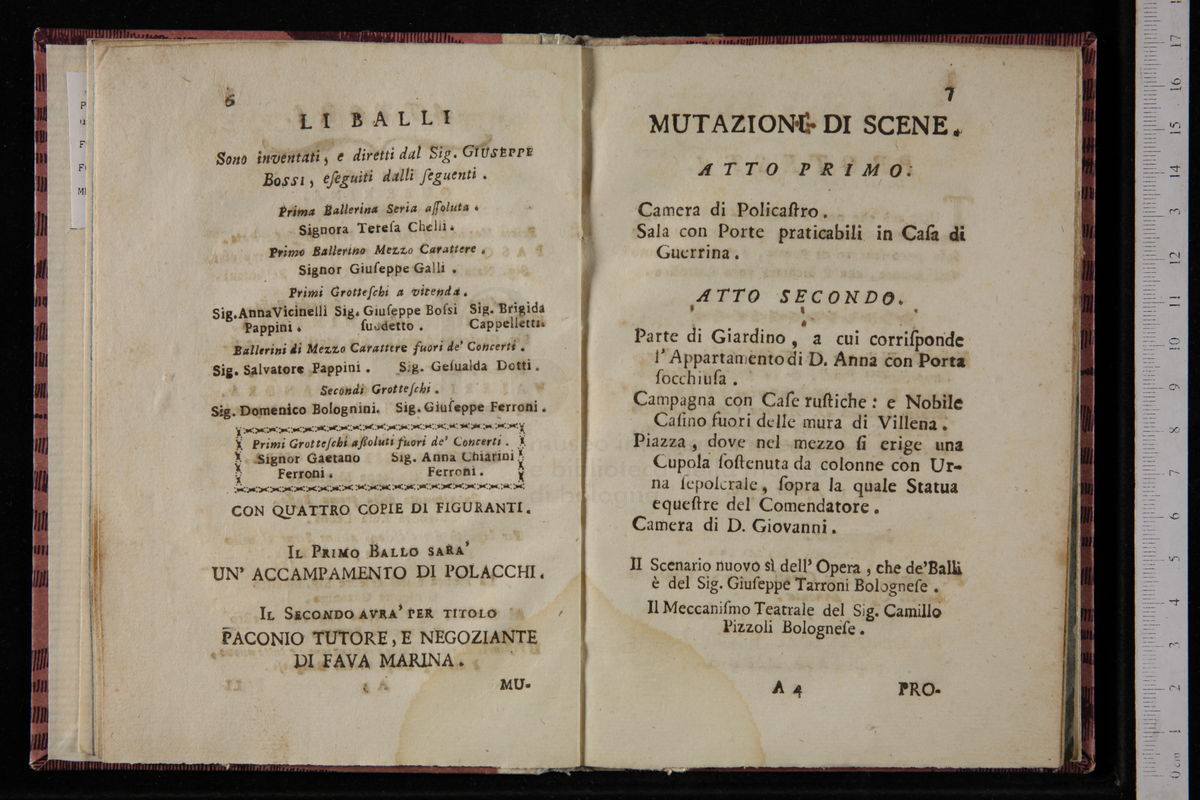 6
LI BALLI
Sono inventati, e diretti dal Sig. GIUSEPPE
BOSSI, eſeguiti dalli ſeguenti.
Prima Ballerina Seria aſſoluta.
Signora Tereſa Chelli.
Primo Ballerino Mezzo Carattere.
Signor Giuſeppe Galli.
Primi Grotteſchi a vicenda.
Sig. Anna Vicinelli Sig. Giuſeppe Boſsi Sig. Brigida
Pappini. ſuddetto. Cappelletti.
Ballerini di Mezzo Carattere fuori de' Concerti.
Sig. Salvatore Pappini. Sig. Geſualda Dotti.
Secondi Grotteſchi.
Sig. Domenico Bolognini. Sig. Giuſeppe Ferroni.
Primi Grotteſchi aſſoluti fuori de' Concerti.
Signor Gaetano Sig. Anna Chiarini
Ferroni. Ferroni.
CON QUATTRO COPIE DI FIGURANTI.
IL PRIMO BALLO SARA'
UN' ACCAMPAMENTO DI POLACCHI.
IL SECONDO AVRA' PER TITOLO
PACONIO TUTORE, E NEGOZIANTE
DI FAVA MARINA.
MU-
7
MUTAZIONE DI SCENE.
ATTO PRIMO.
Camera di Policaſtro.
Sala con Porte praticabili in Caſa di
Guerrina.
ATTO SECONDO.
Parte di Giardino, a cui corriſponde
l'Appartamento di D. Anna con Porta
ſocchiuſa.
Campagna con Caſe ruſtiche: e Nobile
Caſino fuori delle mura di Villena.
Piazza, dove nel mezzo ſi erige una
Cupola ſoſtenuta da colonne con Ur-
na ſepolcrale, ſopra la quale Statua
equeſtre del Comendatore.
Camera di D. Giovanni.
Il Scenario nuovo sì dell' Opera, che de' Balli
è del Sig. Giuſeppe Tarroni Bologneſe.
Il Meccaniſmo Teatrale del Sig. Camillo
Pizzoli Bologneſe.
A 4 PRO-